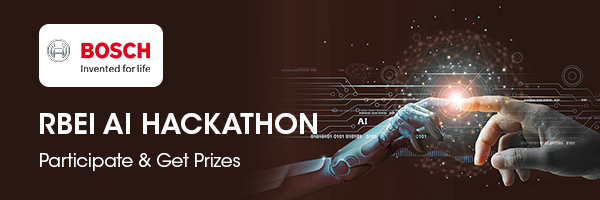 BOSCH
Invented for life
RBEI AI HACKATHON
Participate & Get Prizes
AI